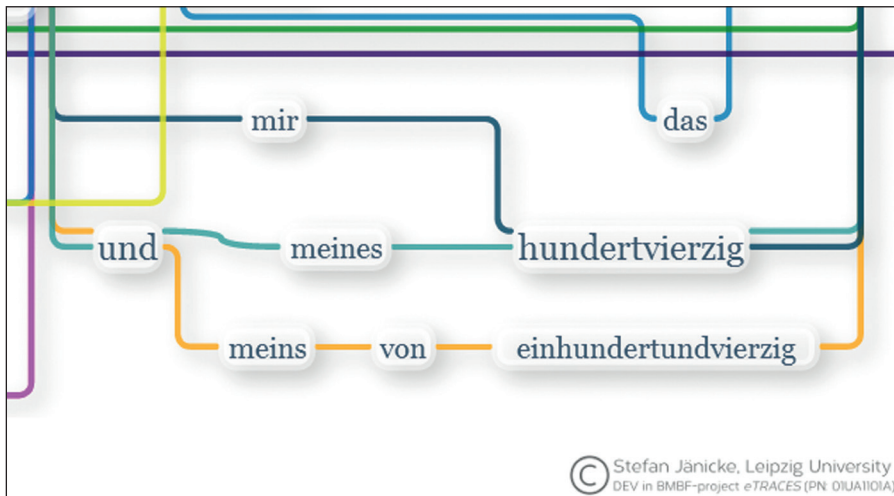 mir das
und meines hundertvierzig
meins von einhundertundvierzig
© Stefan Jänicke, Leipzig University
DEV in BMBF-project eTRACES (PN: 01UA1101A)